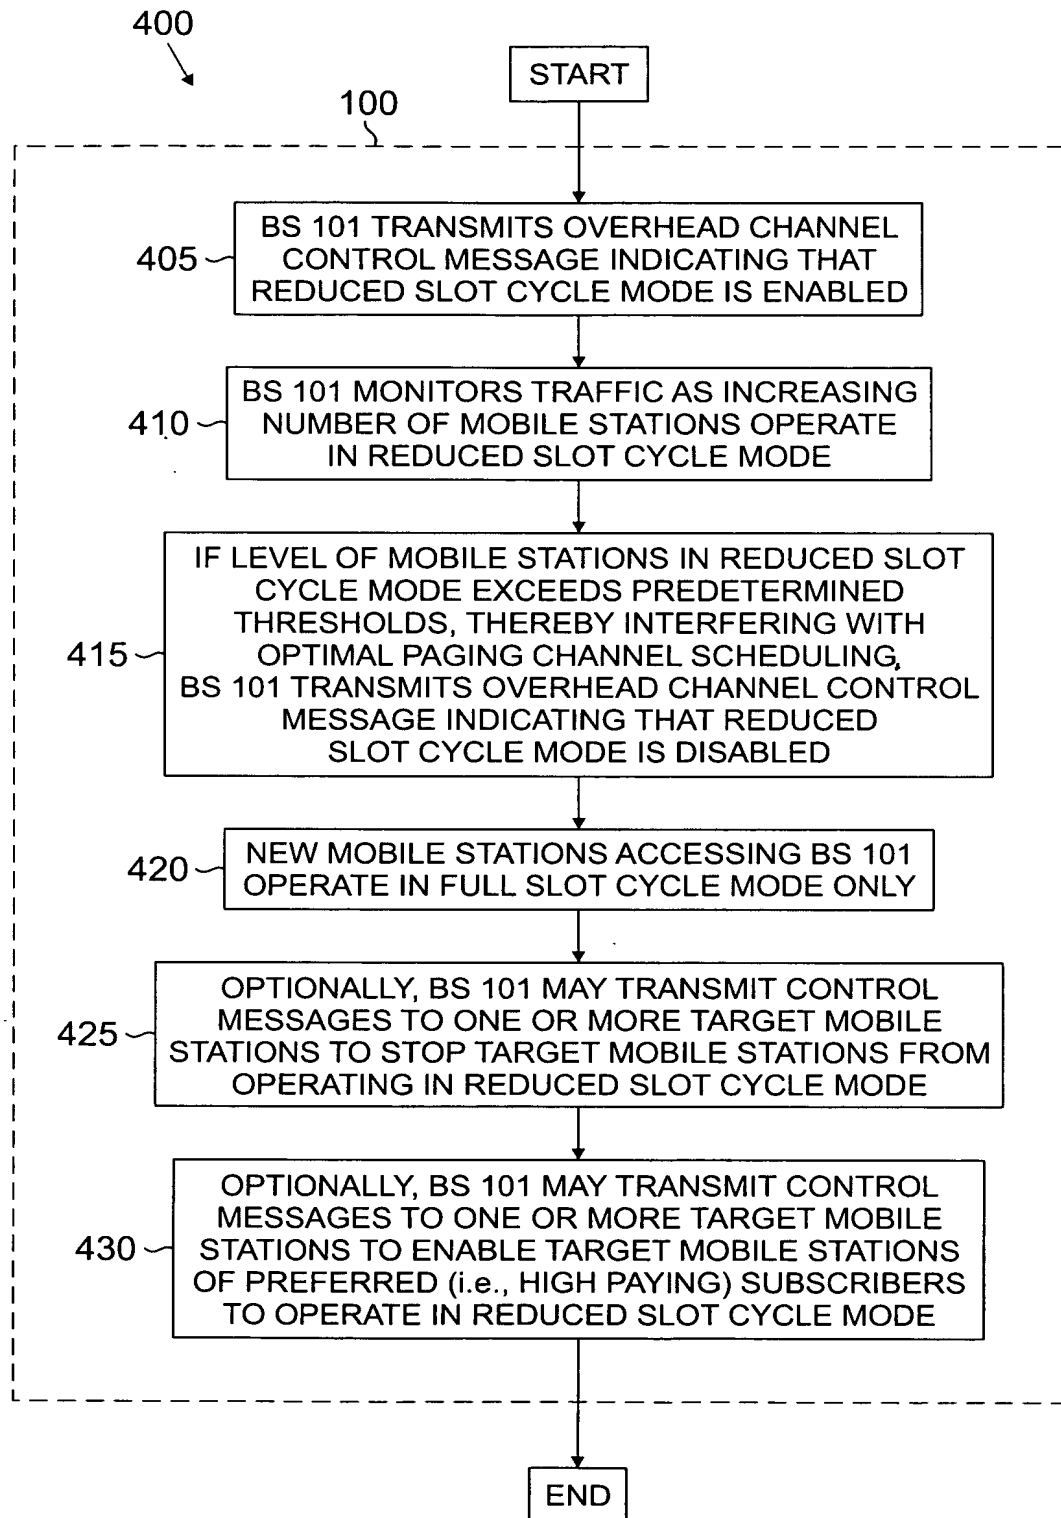 400
START
100
BS 101 TRANSMITS OVERHEAD CHANNEL
CONTROL MESSAGE INDICATING THAT
REDUCED SLOT CYCLE MODE IS ENABLED
405
BS 101 MONITORS TRAFFIC AS INCREASING
NUMBER OF MOBILE STATIONS OPERATE
IN REDUCED SLOT CYCLE MODE
410
IF LEVEL OF MOBILE STATIONS IN REDUCED SLOT
CYCLE MODE EXCEEDS PREDETERMINED
THRESHOLDS, THEREBY INTERFERING WITH
OPTIMAL PAGING CHANNEL SCHEDULING,
BS 101 TRANSMITS OVERHEAD CHANNEL CONTROL
MESSAGE INDICATING THAT REDUCED
SLOT CYCLE MODE IS DISABLED
415
NEW MOBILE STATIONS ACCESSING BS 101
OPERATE IN FULL SLOT CYCLE MODE ONLY
420
OPTIONALLY, BS 101 MAY TRANSMIT CONTROL
MESSAGES TO ONE OR MORE TARGET MOBILE
STATIONS TO STOP TARGET MOBILE STATIONS FROM
OPERATING IN REDUCED SLOT CYCLE MODE
425
OPTIONALLY, BS 101 MAY TRANSMIT CONTROL
MESSAGES TO ONE OR MORE TARGET MOBILE
STATIONS TO ENABLE TARGET MOBILE STATIONS
OF PREFERRED (i.e., HIGH PAYING) SUBSCRIBERS
TO OPERATE IN REDUCED SLOT CYCLE MODE
430
END